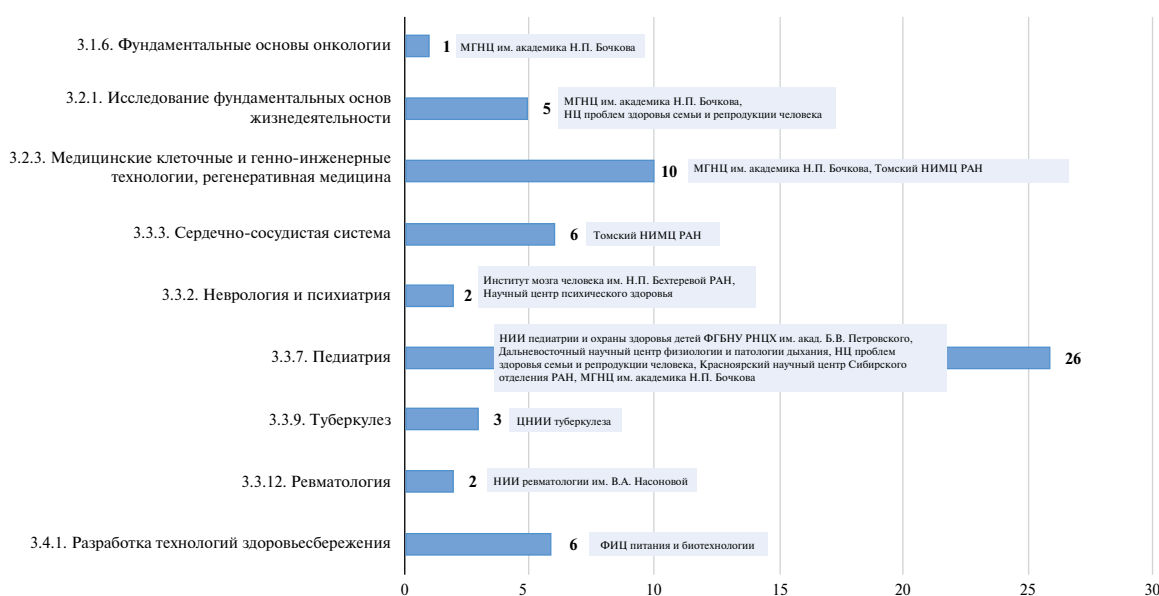 3.1.6. Фундаментальные основы онкологии
1
МГНЦ им. академика Н.П. Бочкова
3.2.1. Исследование фундаментальных основ
жизнедеятельности
5
МГНЦ им. академика Н.П. Бочкова,
НЦ проблем здоровья семьи и репродукции человека
3.2.3. Медицинские клеточные и генно-инженерные
технологии, регенеративная медицина
10
МГНЦ им. академика Н.П. Бочкова, Томский НИМЦ РАН
3.3.3. Сердечно-сосудистая система
6
Томский НИМЦ РАН
3.3.2. Неврология и психиатрия
2
Институт мозга человека им. Н.П. Бехтеревой РАН,
Научный центр психического здоровья
3.3.7. Педиатрия
НИИ педиатрии и охраны здоровья детей ФГБНУ РНЦХ им. акад. Б.В. Петровского,
Дальневосточный научный центр физиологии и патологии дыхания, НЦ проблем
здоровья семьи и репродукции человека, Красноярский научный центр Сибирского
отделения РАН, МГНЦ им. академика Н.П. Бочкова
26
3.3.9. Туберкулез
3
ЦНИИ туберкулеза
3.3.12. Ревматология
2
НИИ ревматологии им. В.А. Насоновой
3.4.1. Разработка технологий здоровьесбережения
6
ФИЦ питания и биотехнологии
0 5 10 15 20 25 30